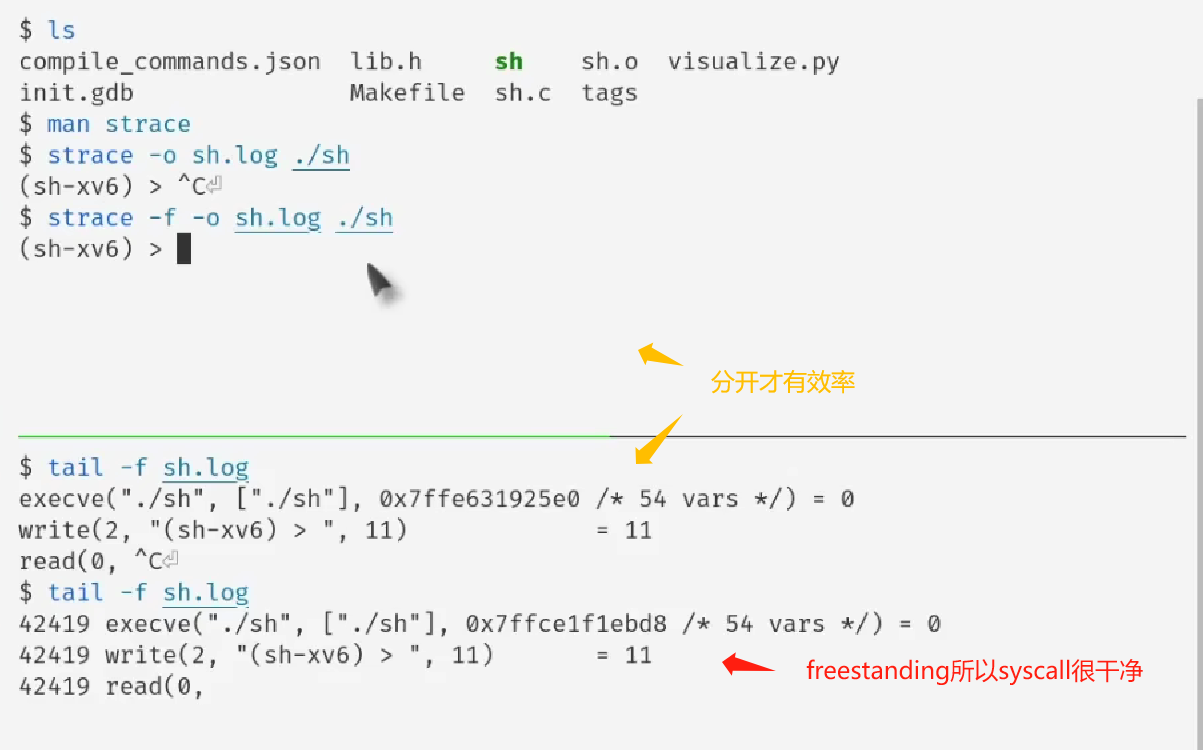 $ ls
compile_commands.json  lib.h     sh    sh.o  visualize.py
init.gdb               Makefile  sh.c  tags
$ man strace
$ strace -o sh.log ./sh
(sh-xv6) > ^C⏎
$ strace -f -o sh.log ./sh
(sh-xv6) >
分开才有效率
$ tail -f sh.log
execve("./sh", ["./sh"], 0x7ffe631925e0 /* 54 vars */) = 0
write(2, "(sh-xv6) > ", 11)             = 11
read(0, ^C⏎
$ tail -f sh.log
42419 execve("./sh", ["./sh"], 0x7ffce1f1ebd8 /* 54 vars */) = 0
42419 write(2, "(sh-xv6) > ", 11)       = 11
freestanding所以syscall很干净
42419 read(0,